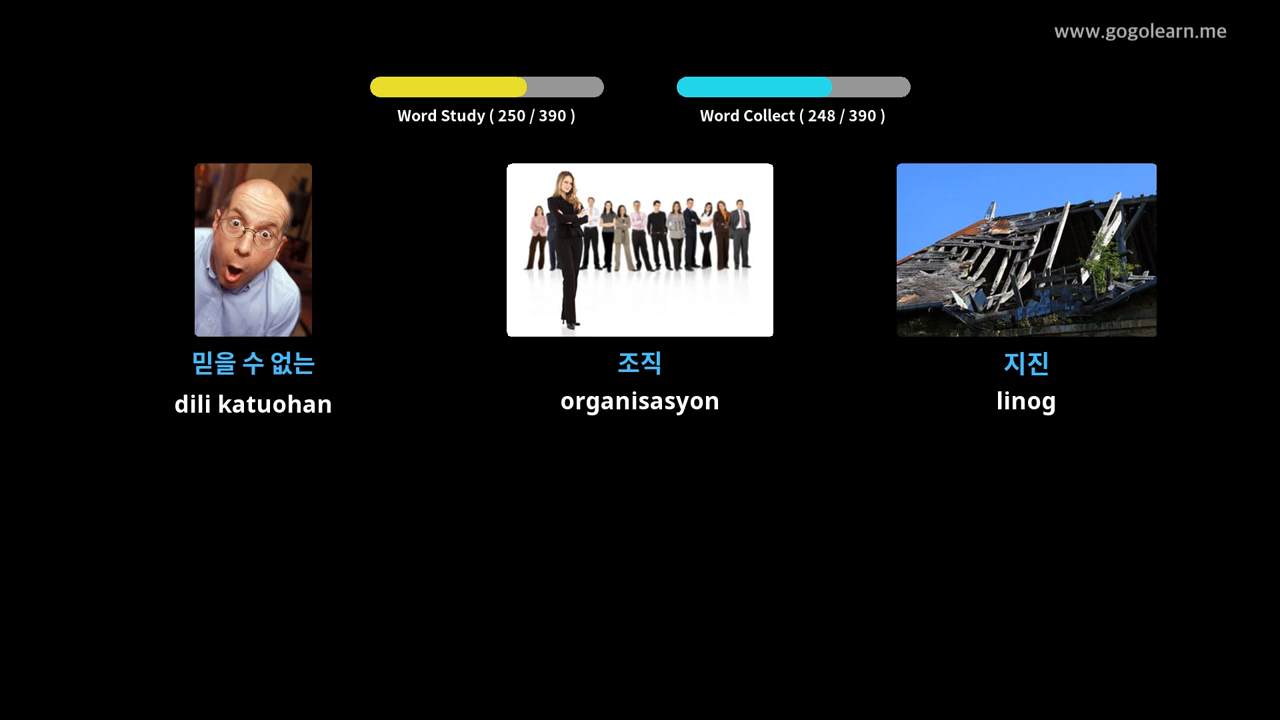 www.gogolearn.me
Word Study ( 250 / 390 )
Word Collect ( 248 / 390 )
믿을 수 없는
dili katuohan
조직
organisasyon
지진
linog